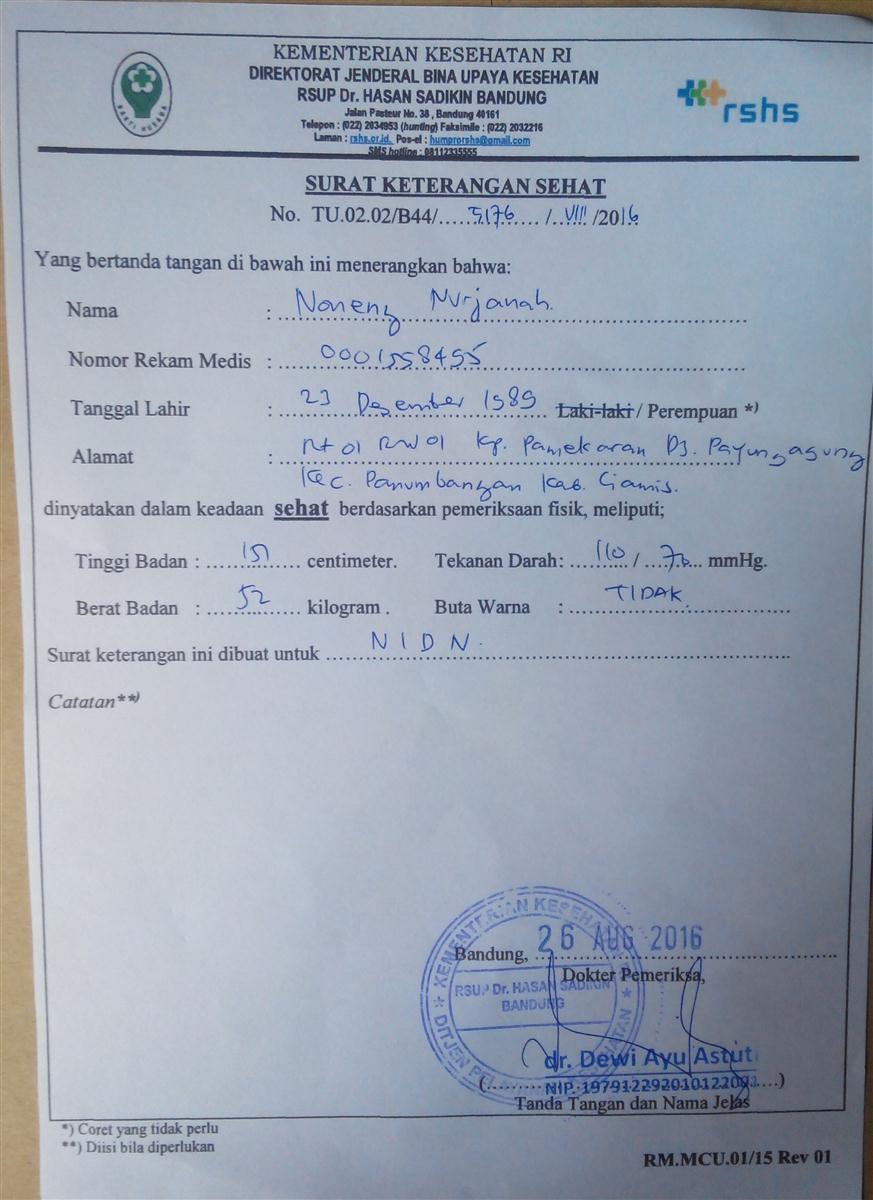 KEMENTERIAN KESEHATAN RI
DIREKTORAT JENDERAL BINA UPAYA KESEHATAN
RSUP Dr. HASAN SADIKIN BANDUNG
Jalan Pasteur No. 38 , Bandung 40161
Telepon : (022) 2034953 (hunting) Faksimile : (022) 2032216
Laman : rshs.or.id, Pos-el : humprorshs@gmail.com
SMS hotline : 08112335555
BAKTI HUSADA
rshs
SURAT KETERANGAN SEHAT
No. TU.02.02/B44/.....5176...../..VIII../2016
Yang bertanda tangan di bawah ini menerangkan bahwa:
Nama : Noneng Nurjanah.
Nomor Rekam Medis : 0001558455
Tanggal Lahir : 23 Desember 1989 Laki-laki / Perempuan *)
Alamat : Rt 01 RW 01 Kp. Pamekaran Ds. Payungagung
Kec. Panumbangan Kab. Ciamis.
dinyatakan dalam keadaan sehat berdasarkan pemeriksaan fisik, meliputi;
Tinggi Badan : 151 centimeter. Tekanan Darah: 110 / 70 mmHg.
Berat Badan : 52 kilogram . Buta Warna : TIDAK
Surat keterangan ini dibuat untuk NIDN.
Catatan**)
KEMENTERIAN KESEHATAN
RSUP Dr. HASAN SADIKIN
BANDUNG
Bandung, 26 AUG 2016
Dokter Pemeriksa,
dr. Dewi Ayu Astuti
(......... NIP. ....)
Tanda Tangan dan Nama Jelas
*) Coret yang tidak perlu
**) Diisi bila diperlukan
RM.MCU.01/15 Rev 01